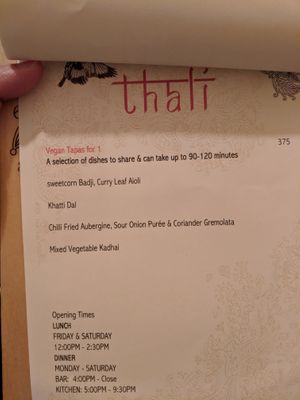 thali
Vegan Tapas for 1 375
A selection of dishes to share & can take up to 90-120 minutes
sweetcorn Badji, Curry Leaf Aioli
Khatti Dal
Chilli Fried Aubergine, Sour Onion Purée & Coriander Gremolata
Mixed Vegetable Kadhai
Opening Times
LUNCH
FRIDAY & SATURDAY
12:00PM - 2:30PM
DINNER
MONDAY - SATURDAY
BAR: 4:00PM - Close
KITCHEN: 5:00PM - 9:30PM